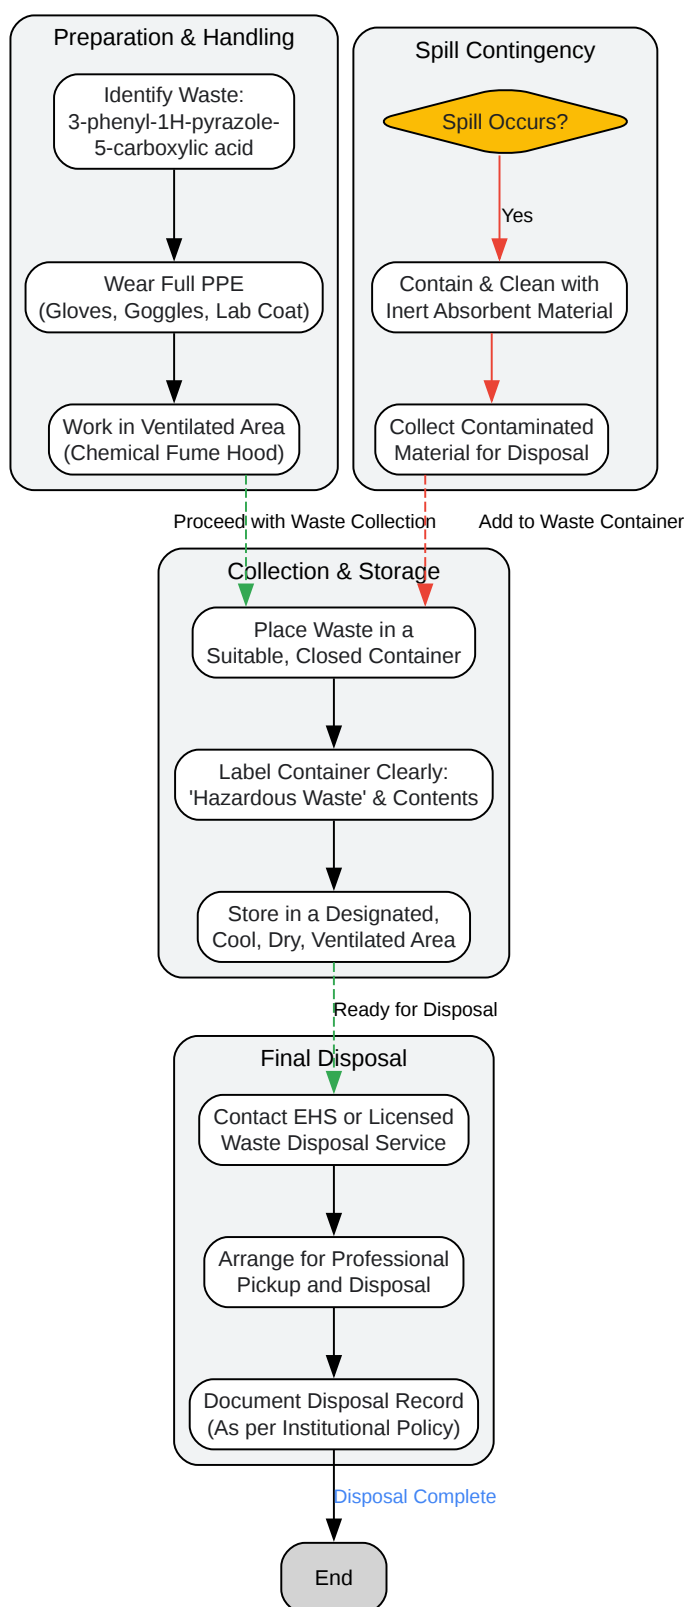 Preparation & Handling
Identify Waste:
3-phenyl-1H-pyrazole-
5-carboxylic acid
Wear Full PPE
(Gloves, Goggles, Lab Coat)
Work in Ventilated Area
(Chemical Fume Hood)
Spill Contingency
Spill Occurs?
Yes
Contain & Clean with
Inert Absorbent Material
Collect Contaminated
Material for Disposal
Proceed with Waste Collection
Add to Waste Container
Collection & Storage
Place Waste in a
Suitable, Closed Container
Label Container Clearly:
'Hazardous Waste' & Contents
Store in a Designated,
Cool, Dry, Ventilated Area
Ready for Disposal
Final Disposal
Contact EHS or Licensed
Waste Disposal Service
Arrange for Professional
Pickup and Disposal
Document Disposal Record
(As per Institutional Policy)
Disposal Complete
End